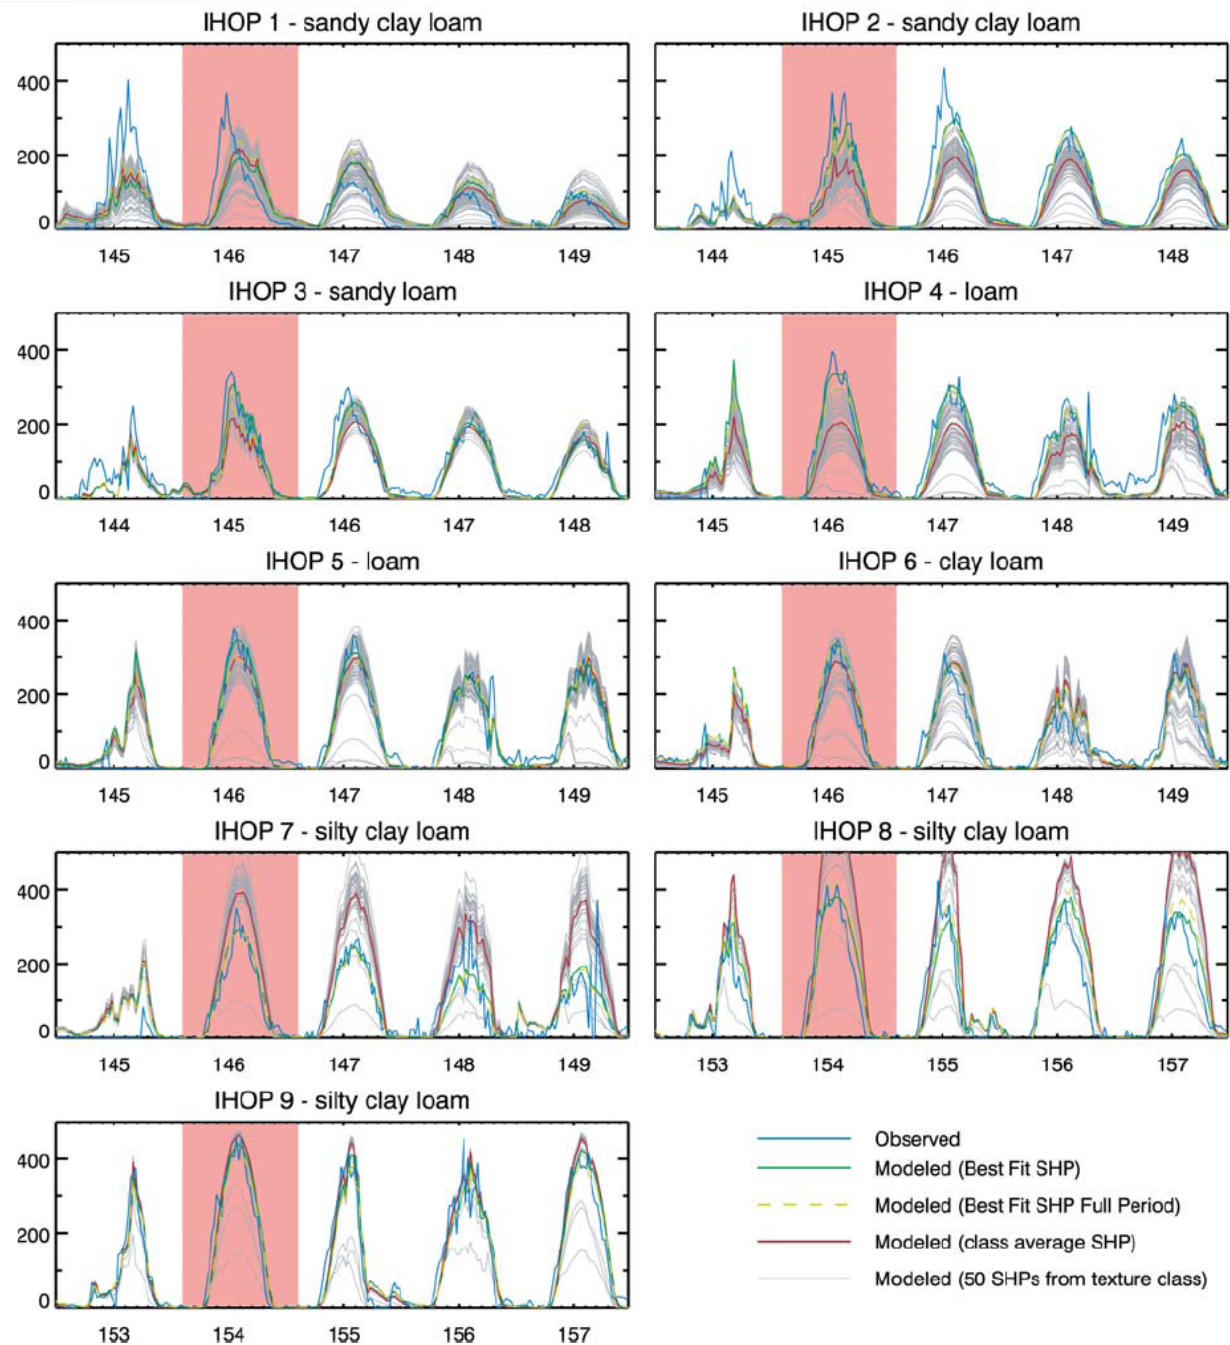 IHOP 1 - sandy clay loam
400
200
0
145 146 147 148 149
IHOP 2 - sandy clay loam
144 145 146 147 148
IHOP 3 - sandy loam
400
200
0
144 145 146 147 148
IHOP 4 - loam
145 146 147 148 149
IHOP 5 - loam
400
200
0
145 146 147 148 149
IHOP 6 - clay loam
145 146 147 148 149
IHOP 7 - silty clay loam
400
200
0
145 146 147 148 149
IHOP 8 - silty clay loam
153 154 155 156 157
IHOP 9 - silty clay loam
400
200
0
153 154 155 156 157
Observed
Modeled (Best Fit SHP)
Modeled (Best Fit SHP Full Period)
Modeled (class average SHP)
Modeled (50 SHPs from texture class)